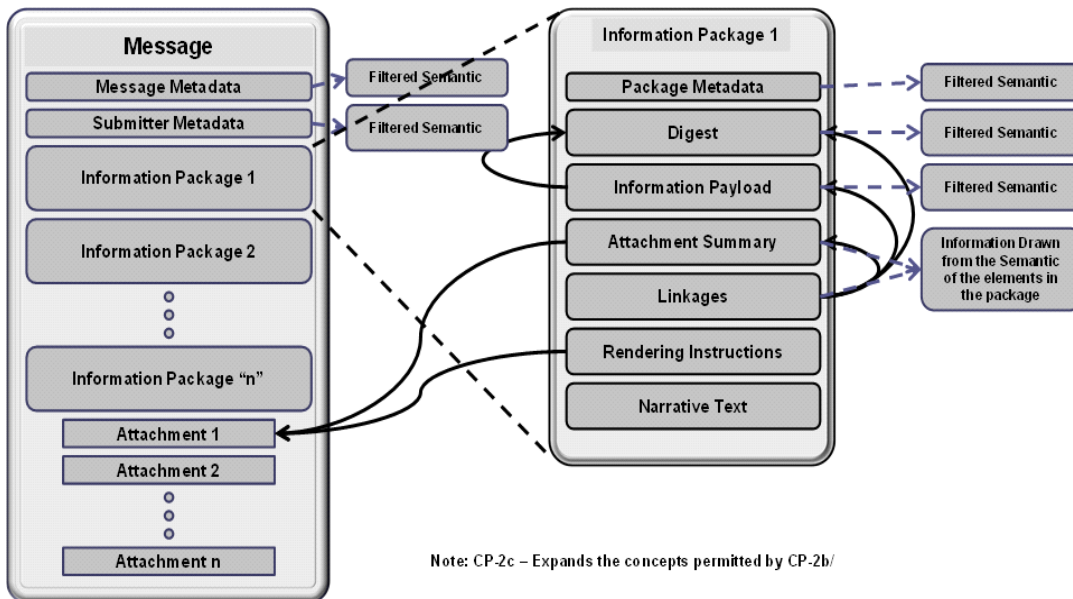 Message
Message Metadata
Submitter Metadata
Information Package 1
Information Package 2
Information Package “n”
Attachment 1
Attachment 2
Attachment n
Filtered Semantic
Filtered Semantic
Information Package 1
Package Metadata
Digest
Information Payload
Attachment Summary
Linkages
Rendering Instructions
Narrative Text
Filtered Semantic
Filtered Semantic
Filtered Semantic
Information Drawn
from the Semantic
of the elements in
the package
Note: CP-2c – Expands the concepts permitted by CP-2b/